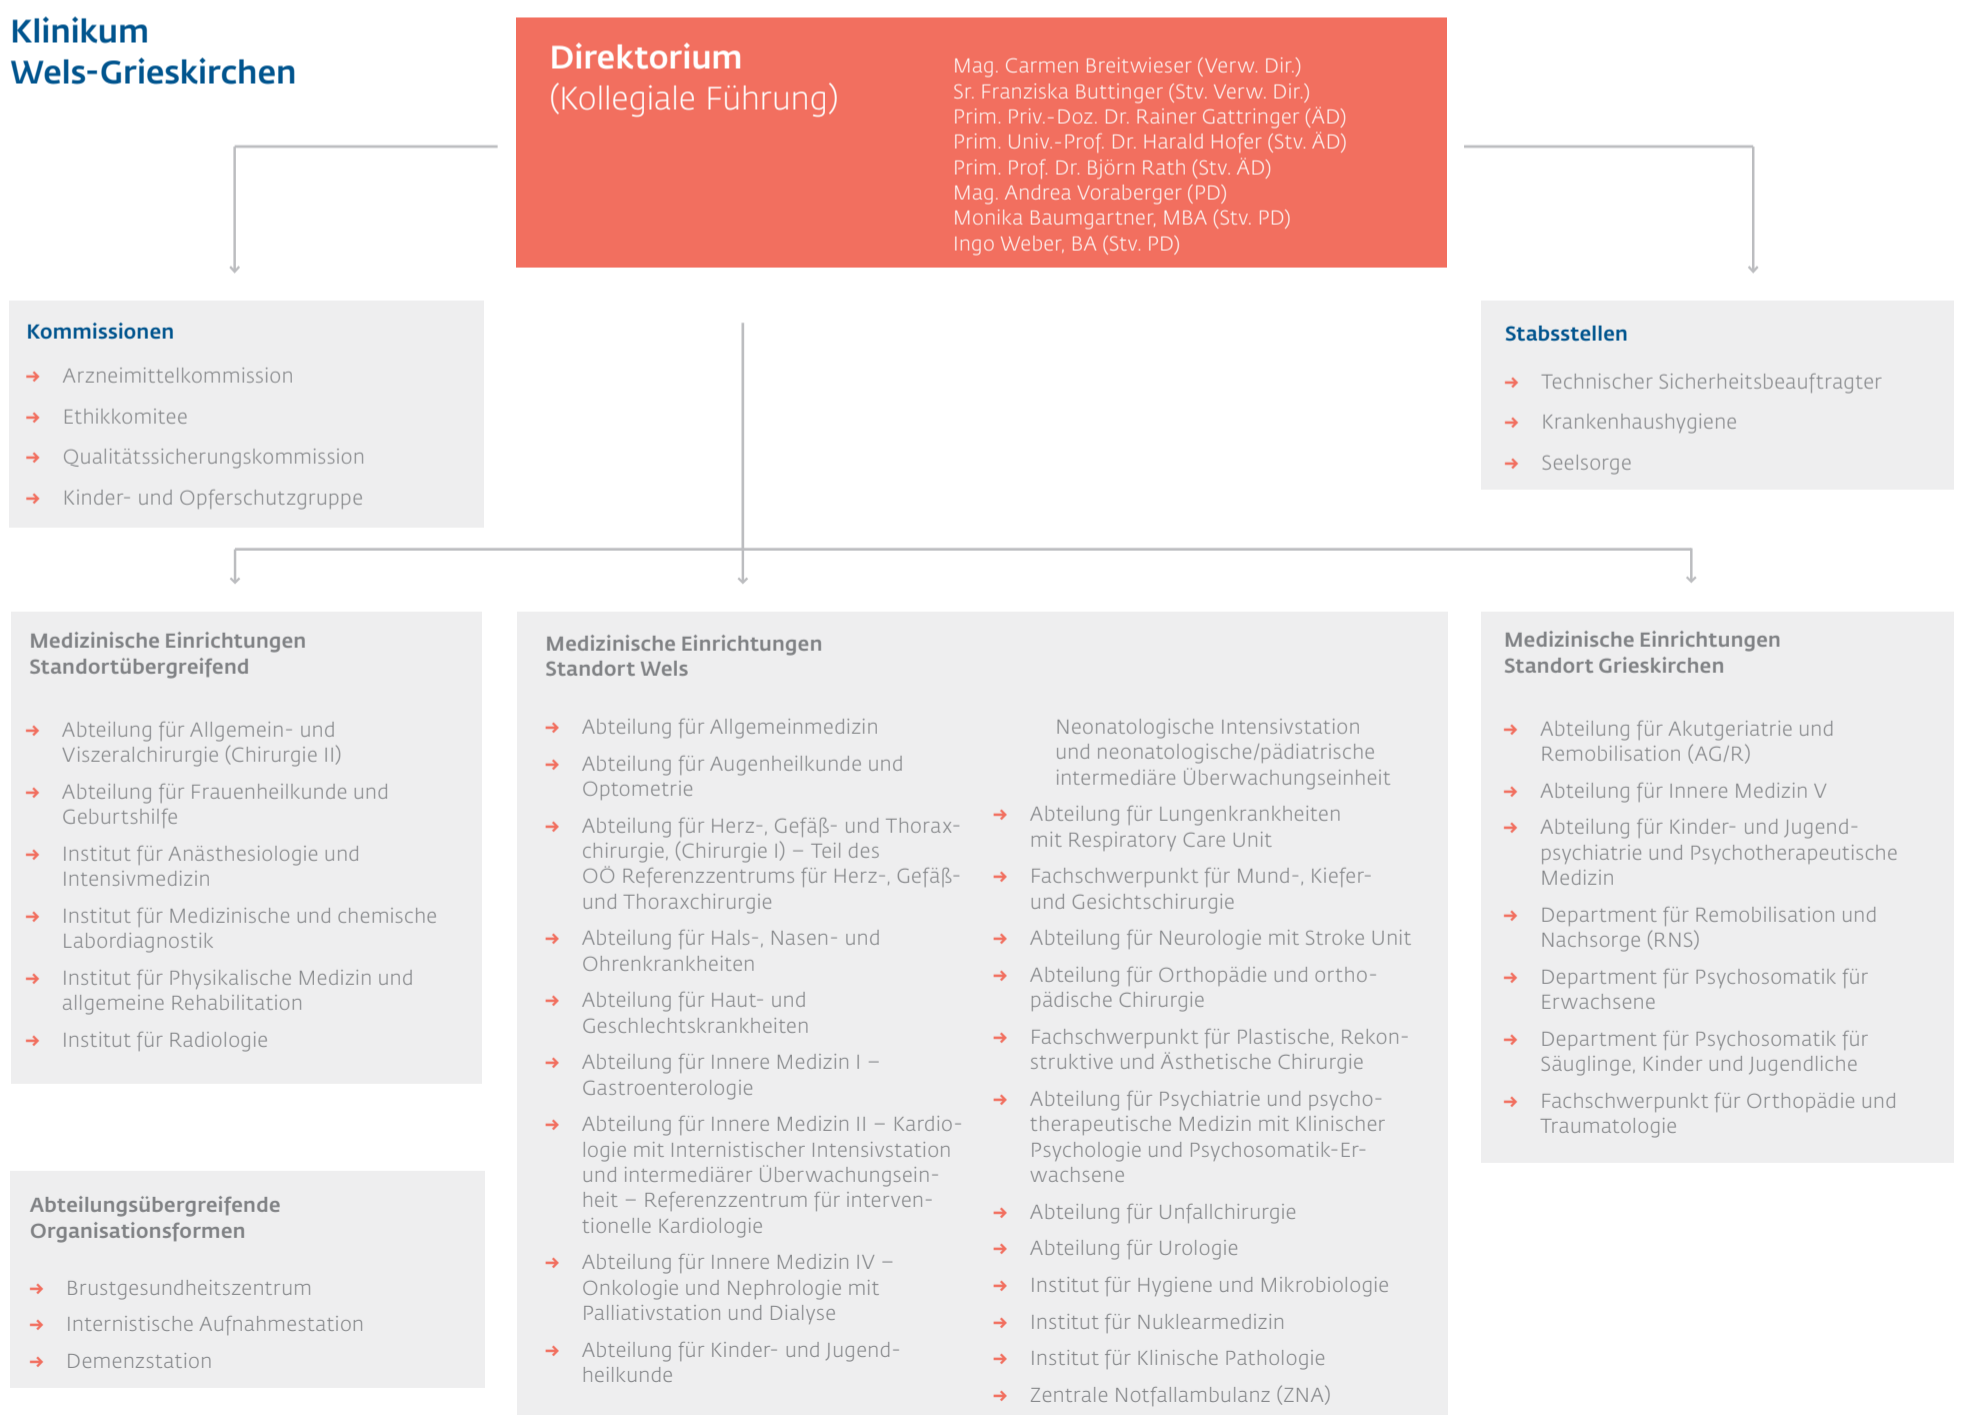 Klinikum
Wels-Grieskirchen
Direktorium
(Kollegiale Führung)
Mag. Carmen Breitwieser (Verw. Dir.)
Sr. Franziska Buttinger (Stv. Verw. Dir.)
Prim. Priv.-Doz. Dr. Rainer Gattringer (ÄD)
Prim. Univ.-Prof. Dr. Harald Hofer (Stv. ÄD)
Prim. Prof. Dr. Björn Rath (Stv. ÄD)
Mag. Andrea Voraberger (PD)
Monika Baumgartner, MBA (Stv. PD)
Ingo Weber, BA (Stv. PD)
Kommissionen
Arzneimittelkommission
Ethikkomitee
Qualitätssicherungskommission
Kinder- und Opferschutzgruppe
Stabsstellen
Technischer Sicherheitsbeauftragter
Krankenhaushygiene
Seelsorge
Medizinische Einrichtungen
Standortübergreifend
Abteilung für Allgemein- und
Viszeralchirurgie (Chirurgie II)
Abteilung für Frauenheilkunde und
Geburtshilfe
Institut für Anästhesiologie und
Intensivmedizin
Institut für Medizinische und chemische
Labordiagnostik
Institut für Physikalische Medizin und
allgemeine Rehabilitation
Institut für Radiologie
Abteilungsübergreifende
Organisationsformen
Brustgesundheitszentrum
Internistische Aufnahmestation
Demenzstation
Medizinische Einrichtungen
Standort Wels
Abteilung für Allgemeinmedizin
Abteilung für Augenheilkunde und
Optometrie
Abteilung für Herz-, Gefäß- und Thorax-
chirurgie, (Chirurgie I) – Teil des
OÖ Referenzzentrums für Herz-, Gefäß-
und Thoraxchirurgie
Abteilung für Hals-, Nasen- und
Ohrenkrankheiten
Abteilung für Haut- und
Geschlechtskrankheiten
Abteilung für Innere Medizin I –
Gastroenterologie
Abteilung für Innere Medizin II – Kardio-
logie mit Internistischer Intensivstation
und intermediärer Überwachungsein-
heit – Referenzzentrum für interven-
tionelle Kardiologie
Abteilung für Innere Medizin IV –
Onkologie und Nephrologie mit
Palliativstation und Dialyse
Abteilung für Kinder- und Jugend-
heilkunde
Neonatologische Intensivstation
und neonatologische/pädiatrische
intermediäre Überwachungseinheit
Abteilung für Lungenkrankheiten
mit Respiratory Care Unit
Fachschwerpunkt für Mund-, Kiefer-
und Gesichtschirurgie
Abteilung für Neurologie mit Stroke Unit
Abteilung für Orthopädie und ortho-
pädische Chirurgie
Fachschwerpunkt für Plastische, Rekon-
struktive und Ästhetische Chirurgie
Abteilung für Psychiatrie und psycho-
therapeutische Medizin mit Klinischer
Psychologie und Psychosomatik-Er-
wachsene
Abteilung für Unfallchirurgie
Abteilung für Urologie
Institut für Hygiene und Mikrobiologie
Institut für Nuklearmedizin
Institut für Klinische Pathologie
Zentrale Notfallambulanz (ZNA)
Medizinische Einrichtungen
Standort Grieskirchen
Abteilung für Akutgeriatrie und
Remobilisation (AG/R)
Abteilung für Innere Medizin V
Abteilung für Kinder- und Jugend-
psychiatrie und Psychotherapeutische
Medizin
Department für Remobilisation und
Nachsorge (RNS)
Department für Psychosomatik für
Erwachsene
Department für Psychosomatik für
Säuglinge, Kinder und Jugendliche
Fachschwerpunkt für Orthopädie und
Traumatologie